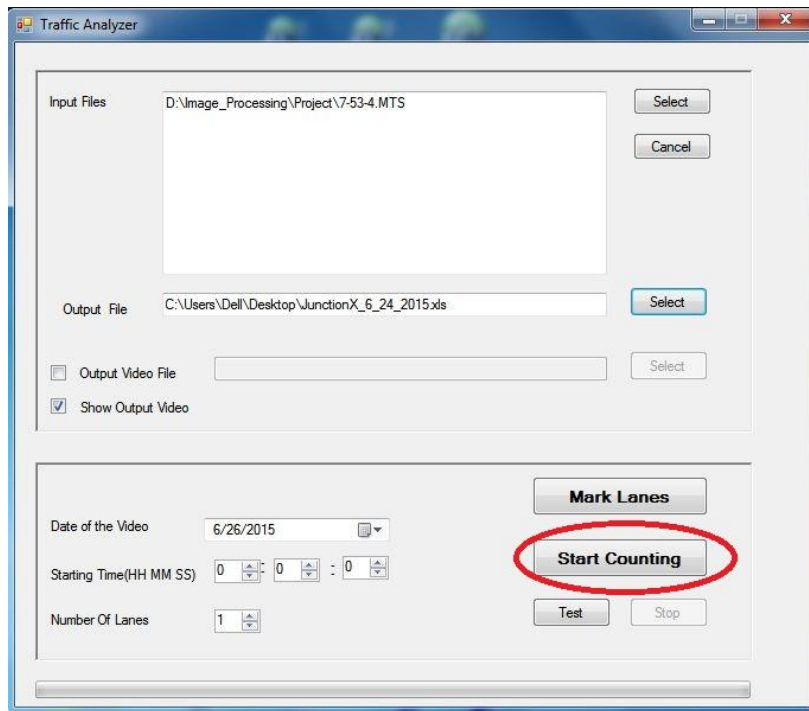 Traffic Analyzer
Input Files
D:\Image_Processing\Project\7-53-4.MTS
Select
Cancel
Output File
C:\Users\Dell\Desktop\JunctionX_6_24_2015.xls
Select
Output Video File
Select
Show Output Video
Mark Lanes
Date of the Video
6/26/2015
Start Counting
Starting Time(HH MM SS)
0 : 0 : 0
Number Of Lanes
1
Test
Stop